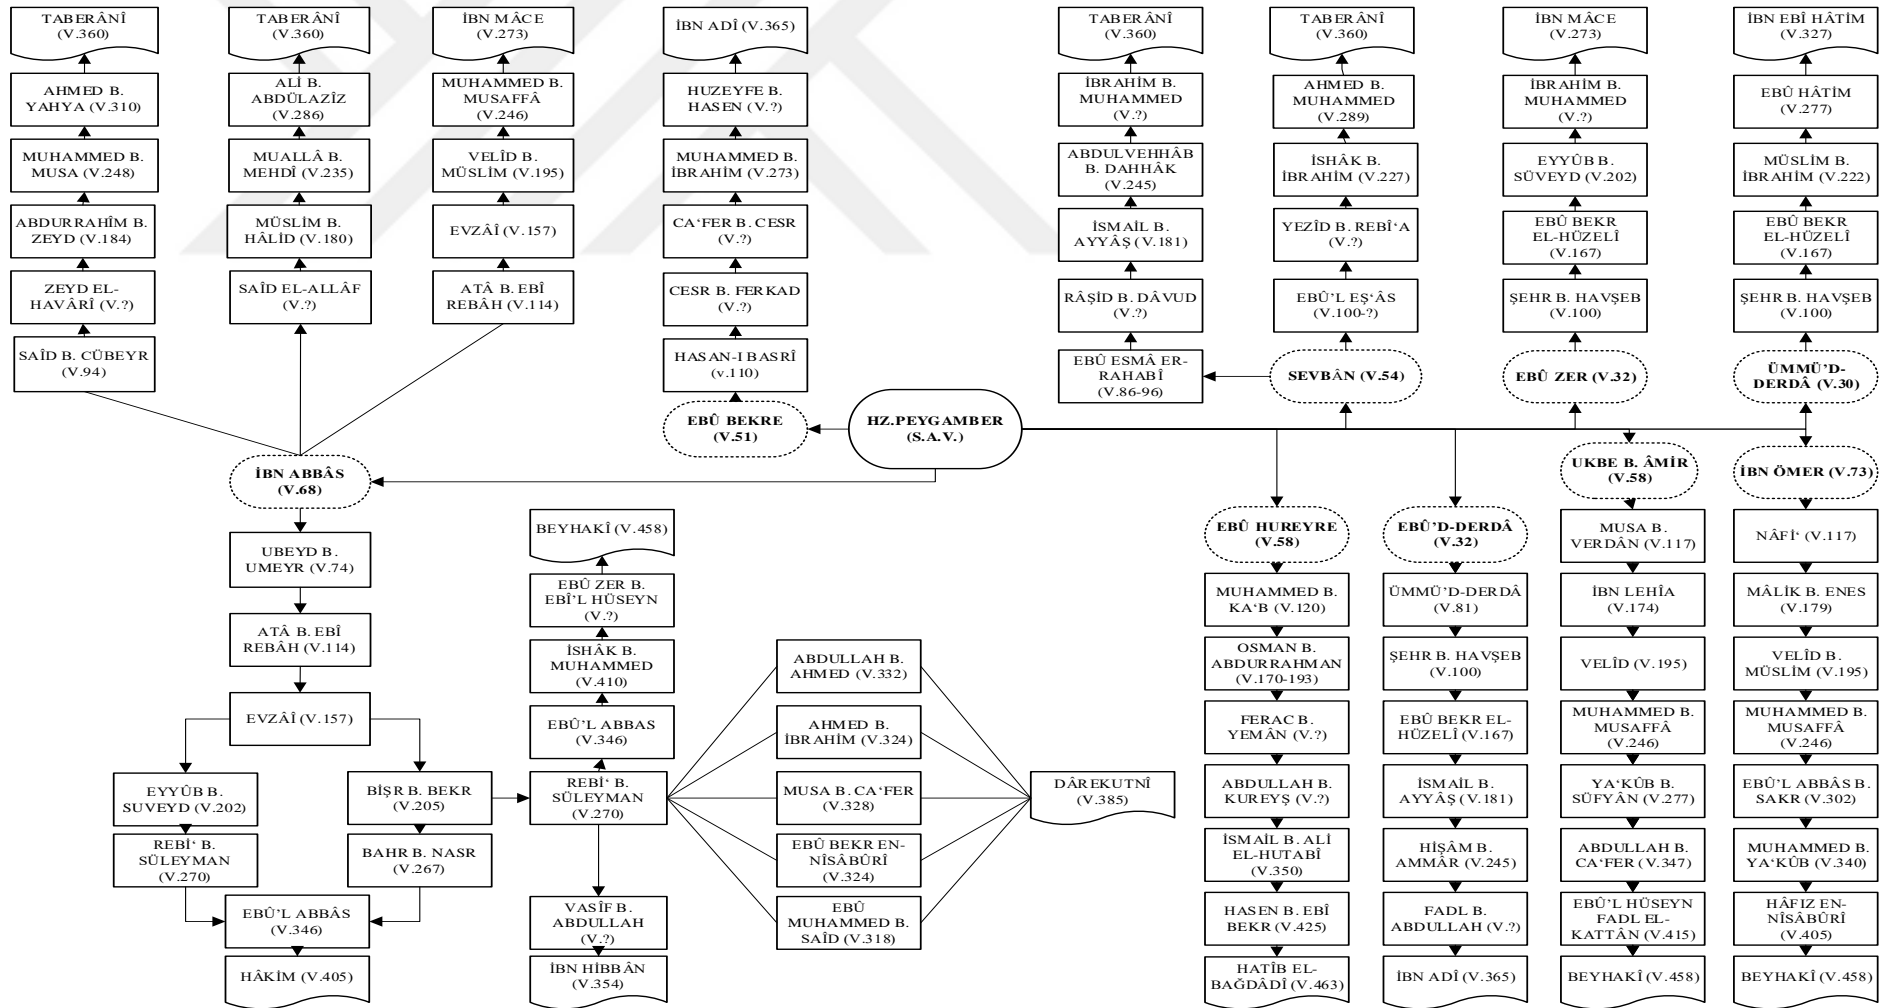 TABERÂNÎ
(V.360)
AHMED B.
YAHYA (V.310)
MUHAMMED B.
MUSA (V.248)
ABDURRAHÎM B.
ZEYD (V.184)
ZEYD EL-
HAVÂRÎ (V.?)
SAÎD B. CÜBEYR
(V.94)
TABERÂNÎ
(V.360)
ALÎ B.
ABDÜLAZÎZ
(V.286)
MUALLÂ B.
MEHDÎ (V.235)
MÜSLİM B.
HÂLİD (V.180)
SAÎD EL-ALLÂF
(V.?)
İBN MÂCE
(V.273)
MUHAMMED B.
MUSAFFÂ
(V.246)
VELÎD B.
MÜSLİM (V.195)
EVZÂÎ (V.157)
ATÂ B. EBÎ
REBÂH (V.114)
İBN ADÎ (V.365)
HUZEYFE B.
HASEN (V.?)
MUHAMMED B.
İBRAHİM (V.273)
CA‘FER B. CESR
(V.?)
CESR B. FERKAD
(V.?)
HASAN-I BASRÎ
(v.110)
EBÛ BEKRE
(V.51)
HZ.PEYGAMBER
(S.A.V.)
TABERÂNÎ
(V.360)
İBRAHİM B.
MUHAMMED
(V.?)
ABDULVEHHÂB
B. DAHHÂK
(V.245)
İSMAİL B.
AYYÂŞ (V.181)
RÂŞİD B. DÂVUD
(V.?)
EBÛ ESMÂ ER-
RAHABÎ
(V.86-96)
TABERÂNÎ
(V.360)
AHMED B.
MUHAMMED
(V.289)
İSHÂK B.
İBRAHİM (V.227)
YEZÎD B. REBÎ‘A
(V.?)
EBÛ’L EŞ‘ÂS
(V.100-?)
SEVBÂN (V.54)
İBN MÂCE
(V.273)
İBRAHİM B.
MUHAMMED
(V.?)
EYYÛB B.
SÜVEYD (V.202)
EBÛ BEKR
EL-HÜZELÎ
(V.167)
ŞEHR B. HAVŞEB
(V.100)
EBÛ ZER (V.32)
İBN EBÎ HÂTİM
(V.327)
EBÛ HÂTİM
(V.277)
MÜSLİM B.
İBRAHİM (V.222)
EBÛ BEKR
EL-HÜZELÎ
(V.167)
ŞEHR B. HAVŞEB
(V.100)
ÜMMÜ’D-
DERDÂ (V.30)
İBN ABBÂS
(V.68)
UBEYD B.
UMEYR (V.74)
ATÂ B. EBÎ
REBÂH (V.114)
EVZÂÎ (V.157)
EYYÛB B.
SUVEYD (V.202)
REBİ‘ B.
SÜLEYMAN
(V.270)
BİŞR B. BEKR
(V.205)
BAHR B. NASR
(V.267)
EBÛ’L ABBÂS
(V.346)
HÂKİM (V.405)
BEYHAKÎ (V.458)
EBÛ ZER B.
EBÎ’L HÜSEYN
(V.?)
İSHÂK B.
MUHAMMED
(V.410)
EBÛ’L ABBAS
(V.346)
REBİ‘ B.
SÜLEYMAN
(V.270)
VASÎF B.
ABDULLAH
(V.?)
İBN HİBBÂN
(V.354)
ABDULLAH B.
AHMED (V.332)
AHMED B.
İBRAHİM (V.324)
MUSA B. CA‘FER
(V.328)
EBÛ BEKR EN-
NÎSÂBÛRÎ
(V.324)
EBÛ
MUHAMMED B.
SAÎD (V.318)
DÂREKUTNÎ
(V.385)
EBÛ HUREYRE
(V.58)
MUHAMMED B.
KA‘B (V.120)
OSMAN B.
ABDURRAHMAN
(V.170-193)
FERAC B.
YEMÂN (V.?)
ABDULLAH B.
KUREYŞ (V.?)
İSMAİL B. ALİ
EL-HUTABÎ
(V.350)
HASEN B. EBÎ
BEKR (V.425)
HATÎB EL-
BAĞDÂDÎ (V.463)
EBÛ’D-DERDÂ
(V.32)
ÜMMÜ’D-DERDÂ
(V.81)
ŞEHR B. HAVŞEB
(V.100)
EBÛ BEKR EL-
HÜZELÎ (V.167)
İSMAİL B.
AYYÂŞ (V.181)
HİŞÂM B.
AMMÂR (V.245)
FADL B.
ABDULLAH (V.?)
İBN ADÎ (V.365)
UKBE B. ÂMİR
(V.58)
MUSA B.
VERDÂN (V.117)
İBN LEHÎA
(V.174)
VELÎD (V.195)
MUHAMMED B.
MUSAFFÂ
(V.246)
YA‘KÛB B.
SÜFYÂN (V.277)
ABDULLAH B.
CA‘FER (V.347)
EBÛ’L HÜSEYN
FADL EL-
KATTÂN (V.415)
BEYHAKÎ (V.458)
İBN ÖMER (V.73)
NÂFİ‘ (V.117)
MÂLİK B. ENES
(V.179)
VELÎD B.
MÜSLİM (V.195)
MUHAMMED B.
MUSAFFÂ
(V.246)
EBÛ’L ABBÂS B.
SAKR (V.302)
MUHAMMED B.
YA‘KÛB (V.340)
HÂFIZ EN-
NÎSÂBÛRÎ
(V.405)
BEYHAKÎ (V.458)